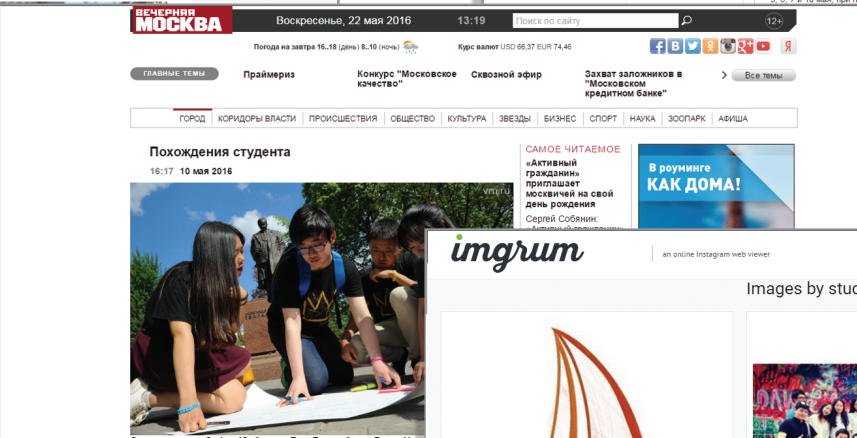 ВЕЧЕРНЯЯ
МОСКВА
Воскресенье, 22 мая 2016
13:19
Поиск по сайту
12+
Погода на завтра 16..18 (день) 8..10 (ночь)
Курс валют USD 66,37 EUR 74,46
ГЛАВНЫЕ ТЕМЫ
Праймериз
Конкурс "Московское
качество"
Сквозной эфир
Захват заложников в
"Московском
кредитном банке"
Все темы
ГОРОД КОРИДОРЫ ВЛАСТИ ПРОИСШЕСТВИЯ ОБЩЕСТВО КУЛЬТУРА ЗВЕЗДЫ БИЗНЕС СПОРТ НАУКА ЗООПАРК АФИША
Похождения студента
16:17 10 мая 2016
vm.ru
САМОЕ ЧИТАЕМОЕ
«Активный
гражданин»
приглашает
москвичей на свой
день рождения
Сергей Собянин:
В роуминге
КАК ДОМА!
imgrum
an online Instagram web viewer
Images by stud